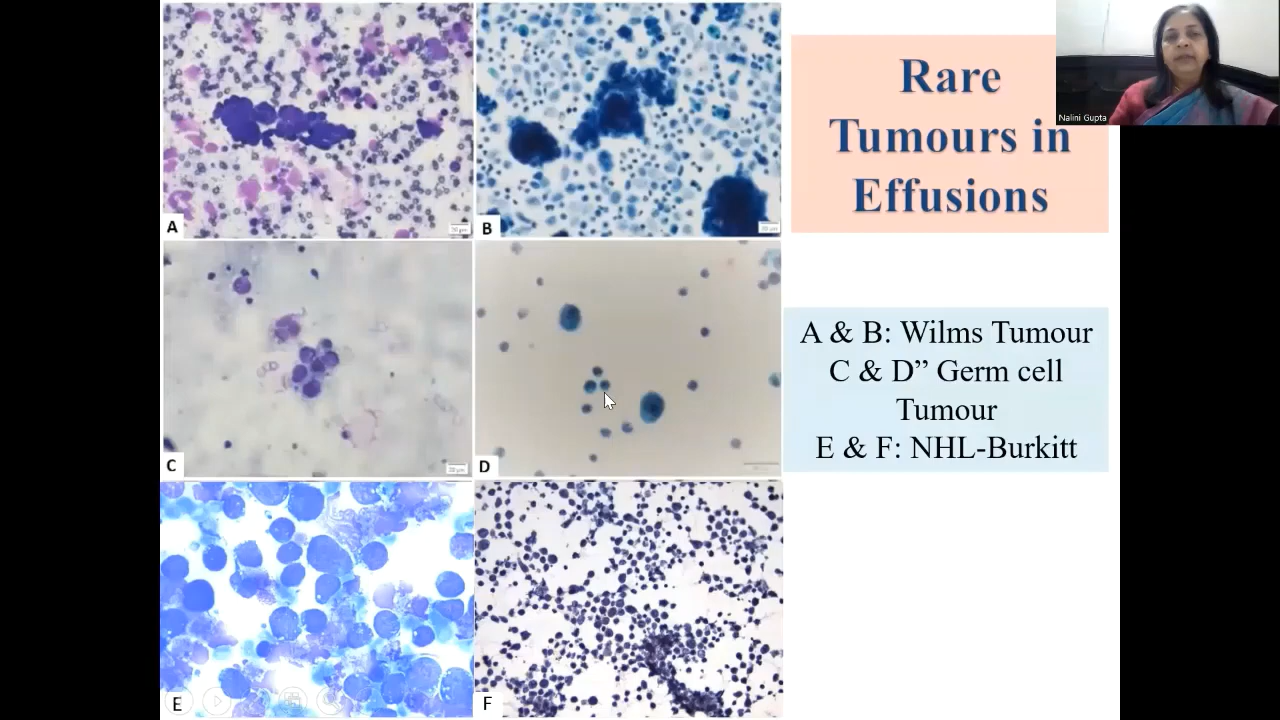 Rare
Tumours in
Effusions
Nalini Gupta
A & B: Wilms Tumour
C & D” Germ cell
Tumour
E & F: NHL-Burkitt
A
B
C
D
E
F